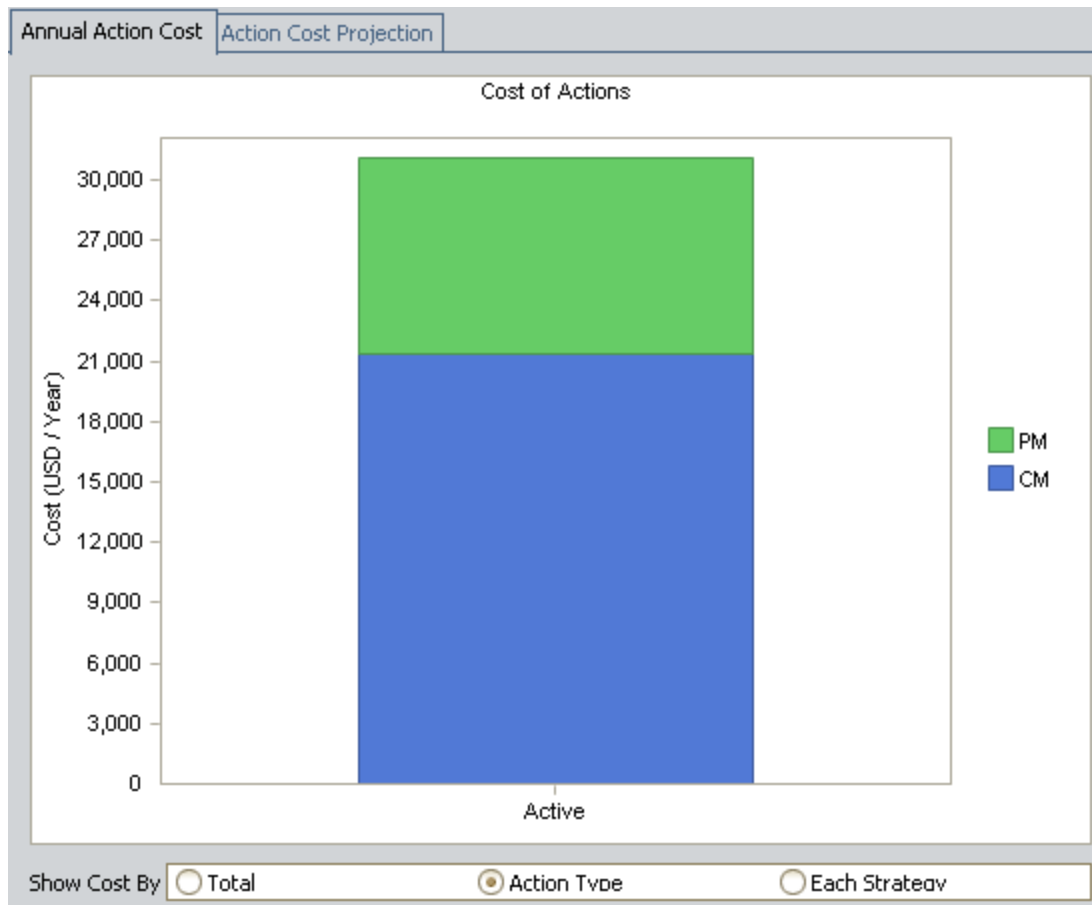 Annual Action Cost
Action Cost Projection
Cost of Actions
30,000
27,000
24,000
21,000
18,000
15,000
12,000
9,000
6,000
3,000
0
Cost (USD / Year)
Active
PM
CM
Show Cost By
Total
Action Type
Each Strategy